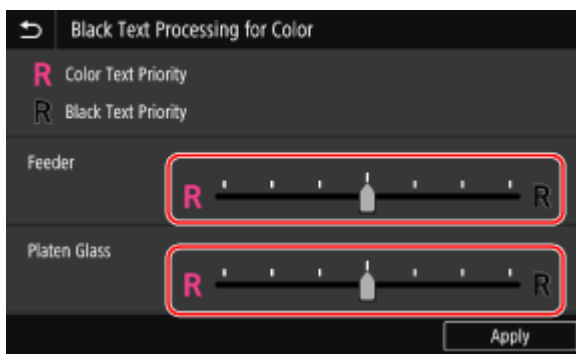 Black Text Processing for Color
R Color Text Priority
R Black Text Priority
Feeder
R R
Platen Glass
R R
Apply